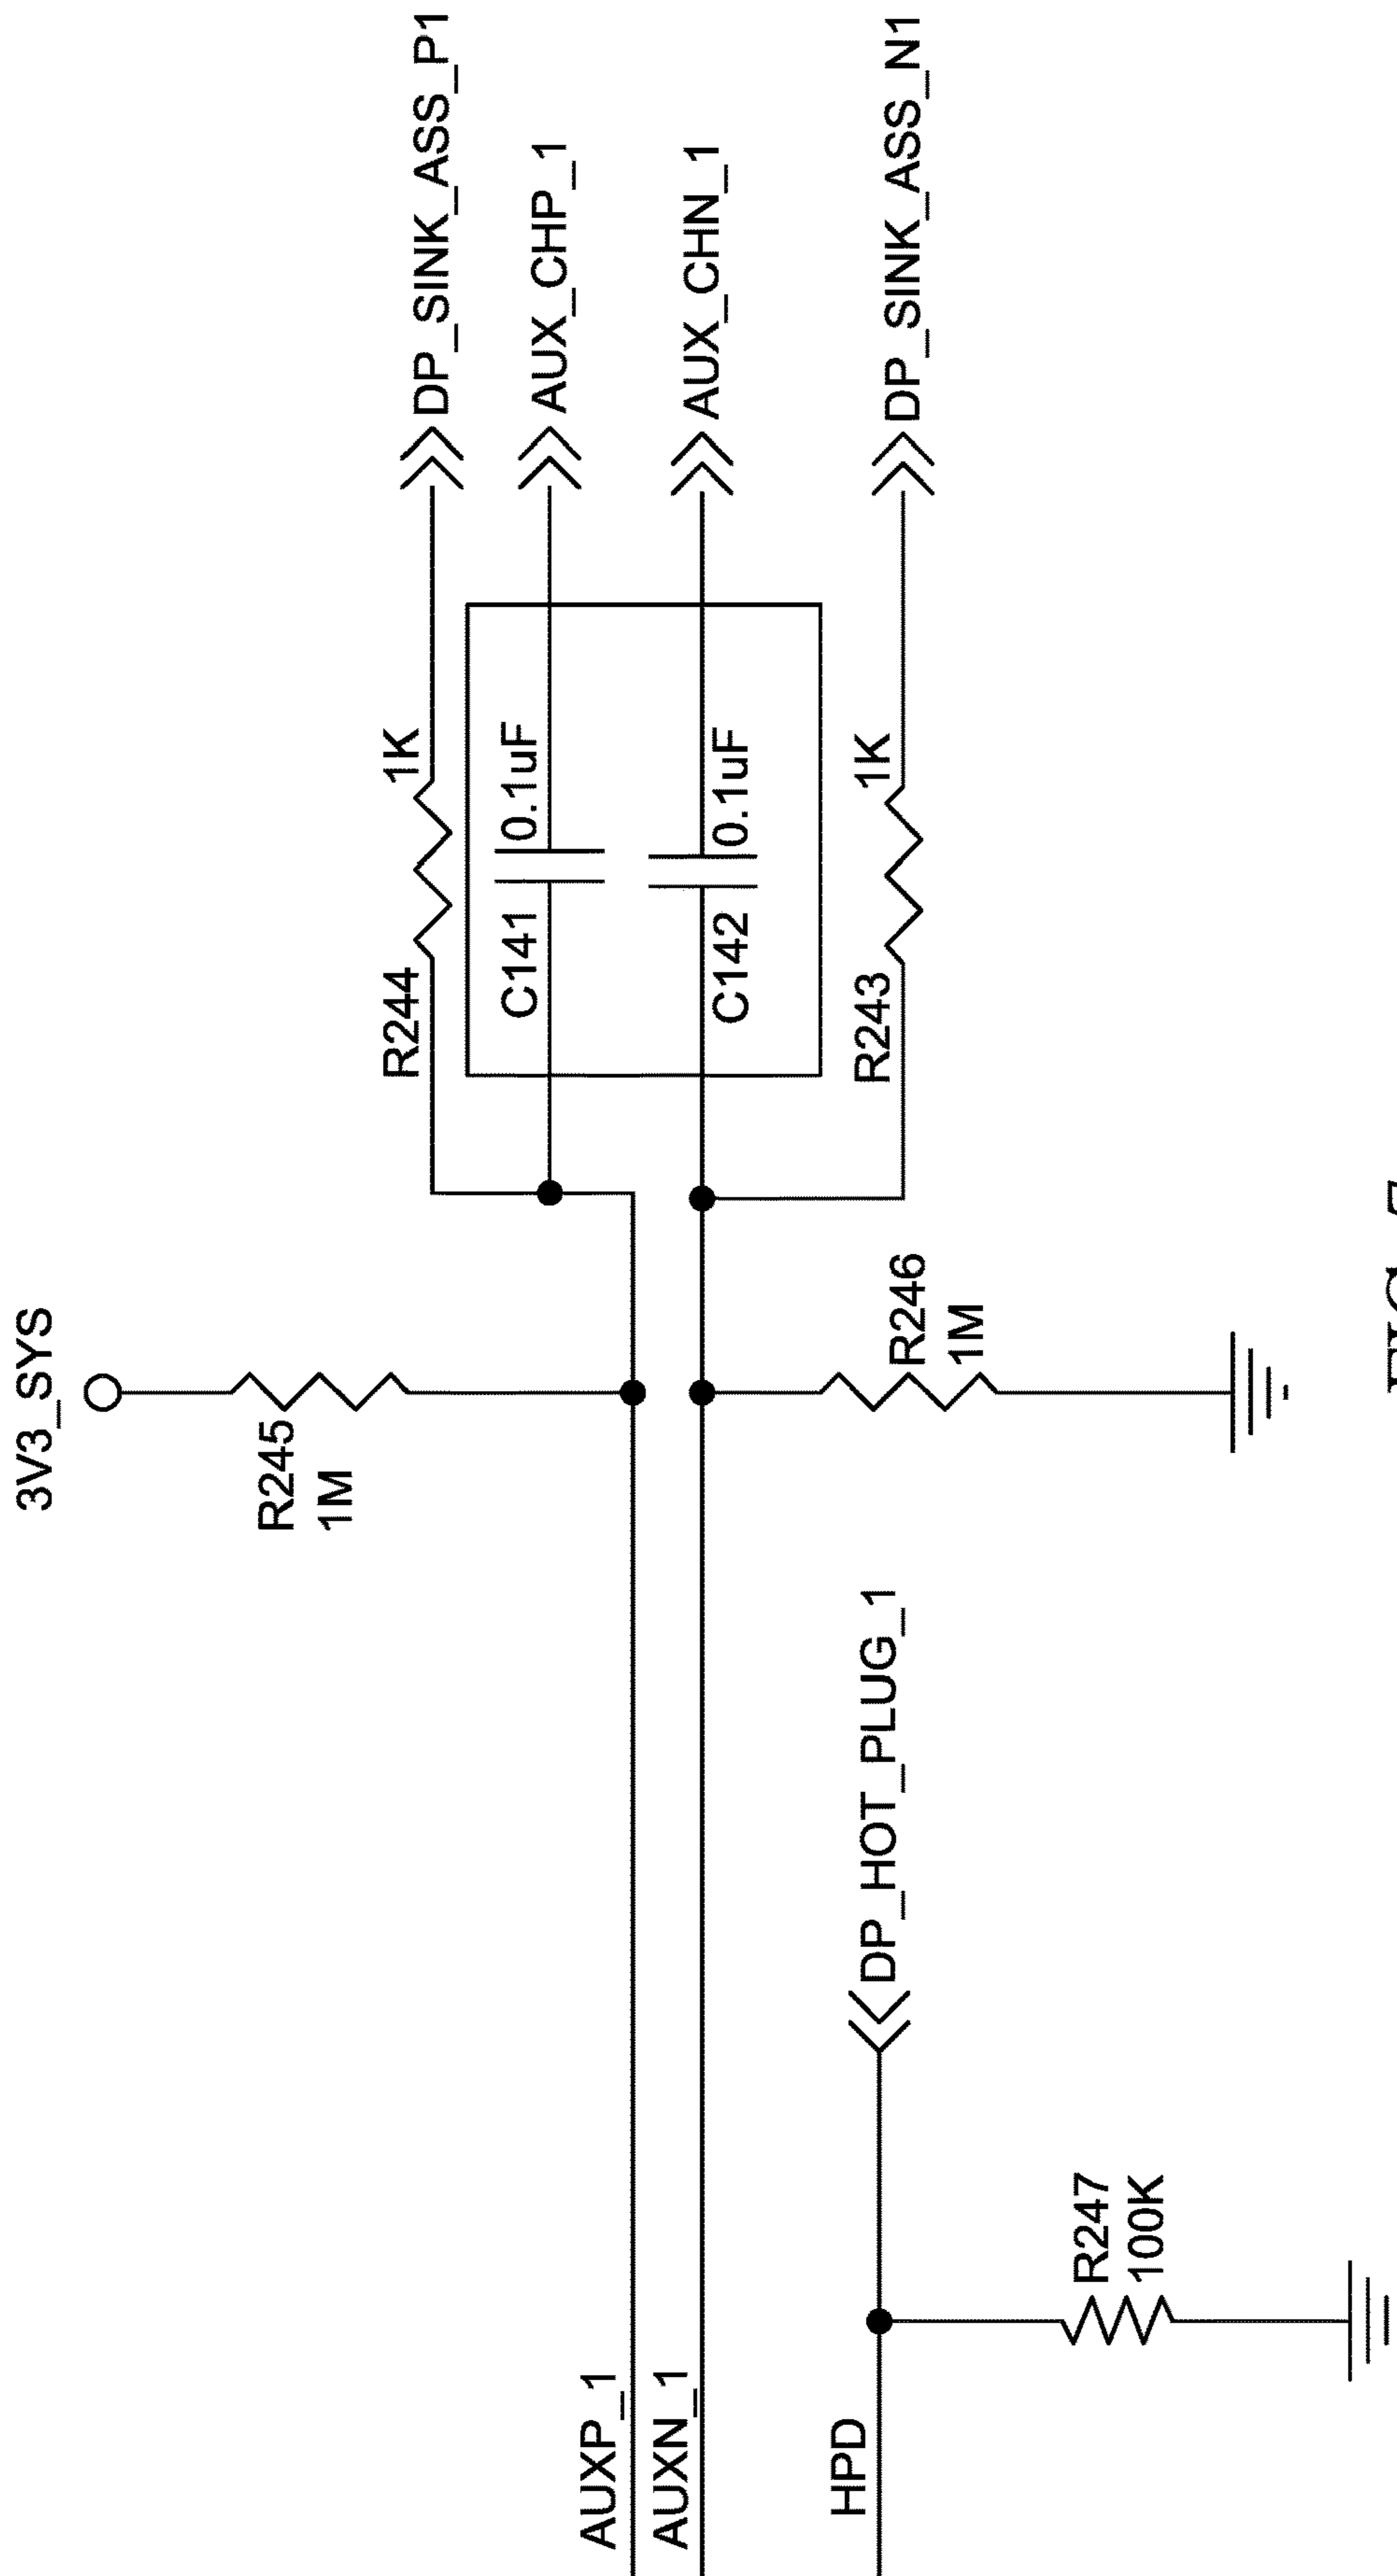 3V3_SYS
R245
1M
R244
1K
DP_SINK_ASS_P1
C141
0.1uF
AUX_CHP_1
C142
0.1uF
AUX_CHN_1
R243
1K
DP_SINK_ASS_N1
R246
1M
AUXP_1
AUXN_1
HPD
DP_HOT_PLUG_1
R247
100K